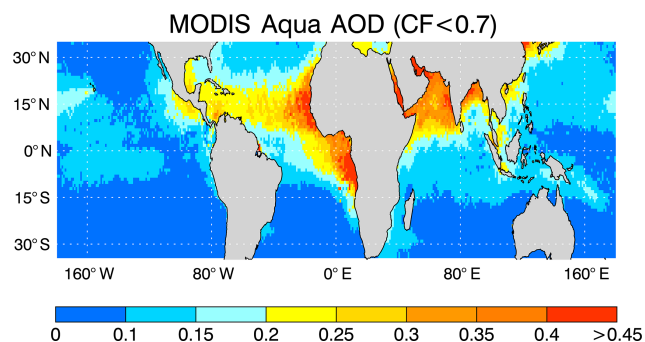 MODIS Aqua AOD (CF<0.7)
30° N
15° N
0° N
15° S
30° S
160° W 80° W 0° E 80° E 160° E
0 0.1 0.15 0.2 0.25 0.3 0.35 0.4 >0.45